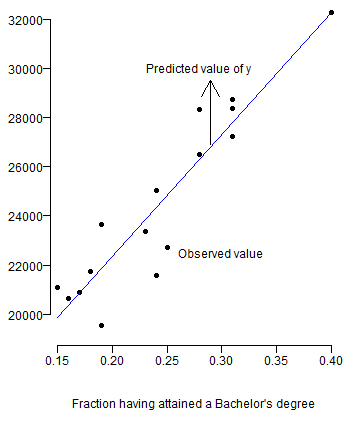 32000
30000
28000
26000
24000
22000
20000
Predicted value of y
Observed value
0.15 0.20 0.25 0.30 0.35 0.40
Fraction having attained a Bachelor's degree